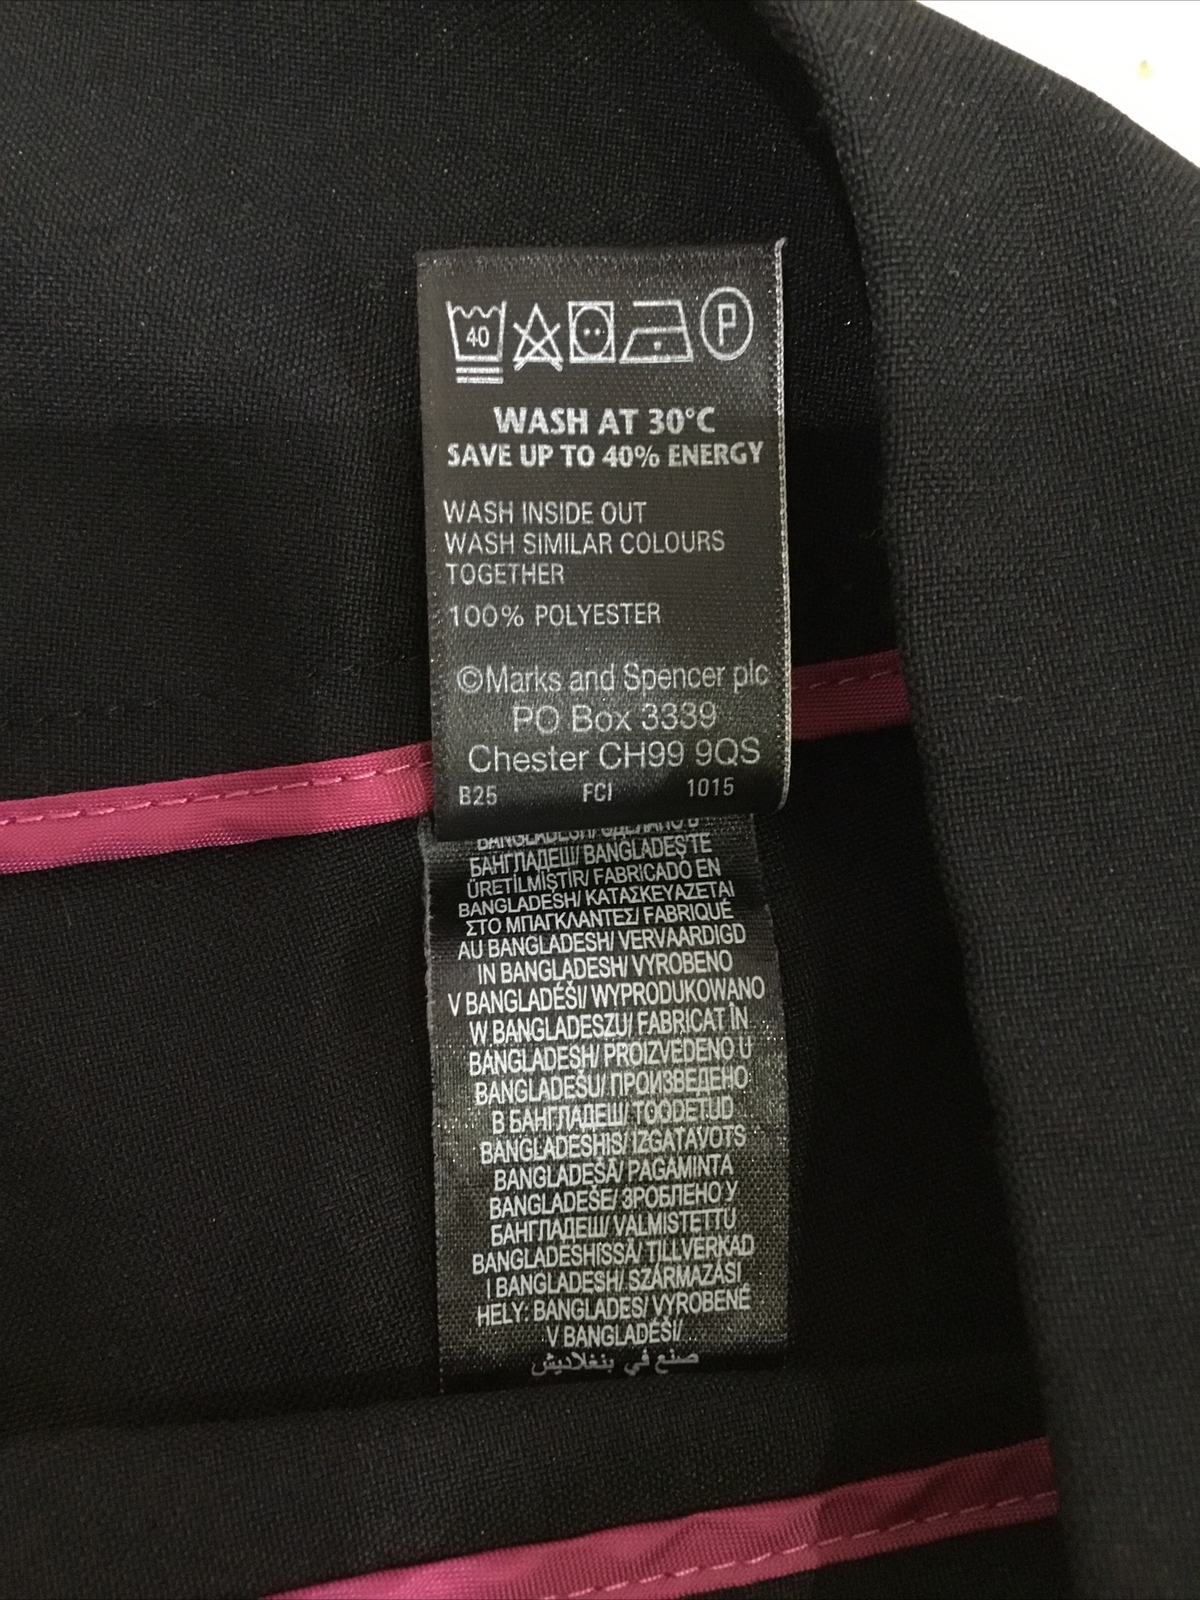 40
P
WASH AT 30°C
SAVE UP TO 40% ENERGY
WASH INSIDE OUT
WASH SIMILAR COLOURS
TOGETHER
100% POLYESTER
©Marks and Spencer plc
PO Box 3339
Chester CH99 9QS
B25 FCI 1015
BANGLADESH/ СДЕЛАНО В
БАНГЛАДЕШ/ BANGLADEŞ'TE
ÜRETİLMİŞTİR/ FABRICADO EN
BANGLADESH/ ΚΑΤΑΣΚΕΥΑΖΕΤΑΙ
ΣΤΟ ΜΠΑΓΚΛΑΝΤΕΣ/ FABRIQUÉ
AU BANGLADESH/ VERVAARDIGD
IN BANGLADESH/ VYROBENO
V BANGLADÉŠI/ WYPRODUKOWANO
W BANGLADESZU/ FABRICAT ÎN
BANGLADESH/ PROIZVEDENO U
BANGLADEŠU/ ПРОИЗВЕДЕНО
В БАНГЛАДЕШ/ TOODETUD
BANGLADESHIS/ IZGATAVOTS
BANGLADEŠĀ/ PAGAMINTA
BANGLADEŠE/ ЗРОБЛЕНО У
БАНГЛАДЕШ/ VALMISTETTU
BANGLADESHISSA/ TILLVERKAD
I BANGLADESH/ SZÁRMAZÁSI
HELY: BANGLADES/ VYROBENÉ
V BANGLADÉŠI/
صنع في بنغلاديش